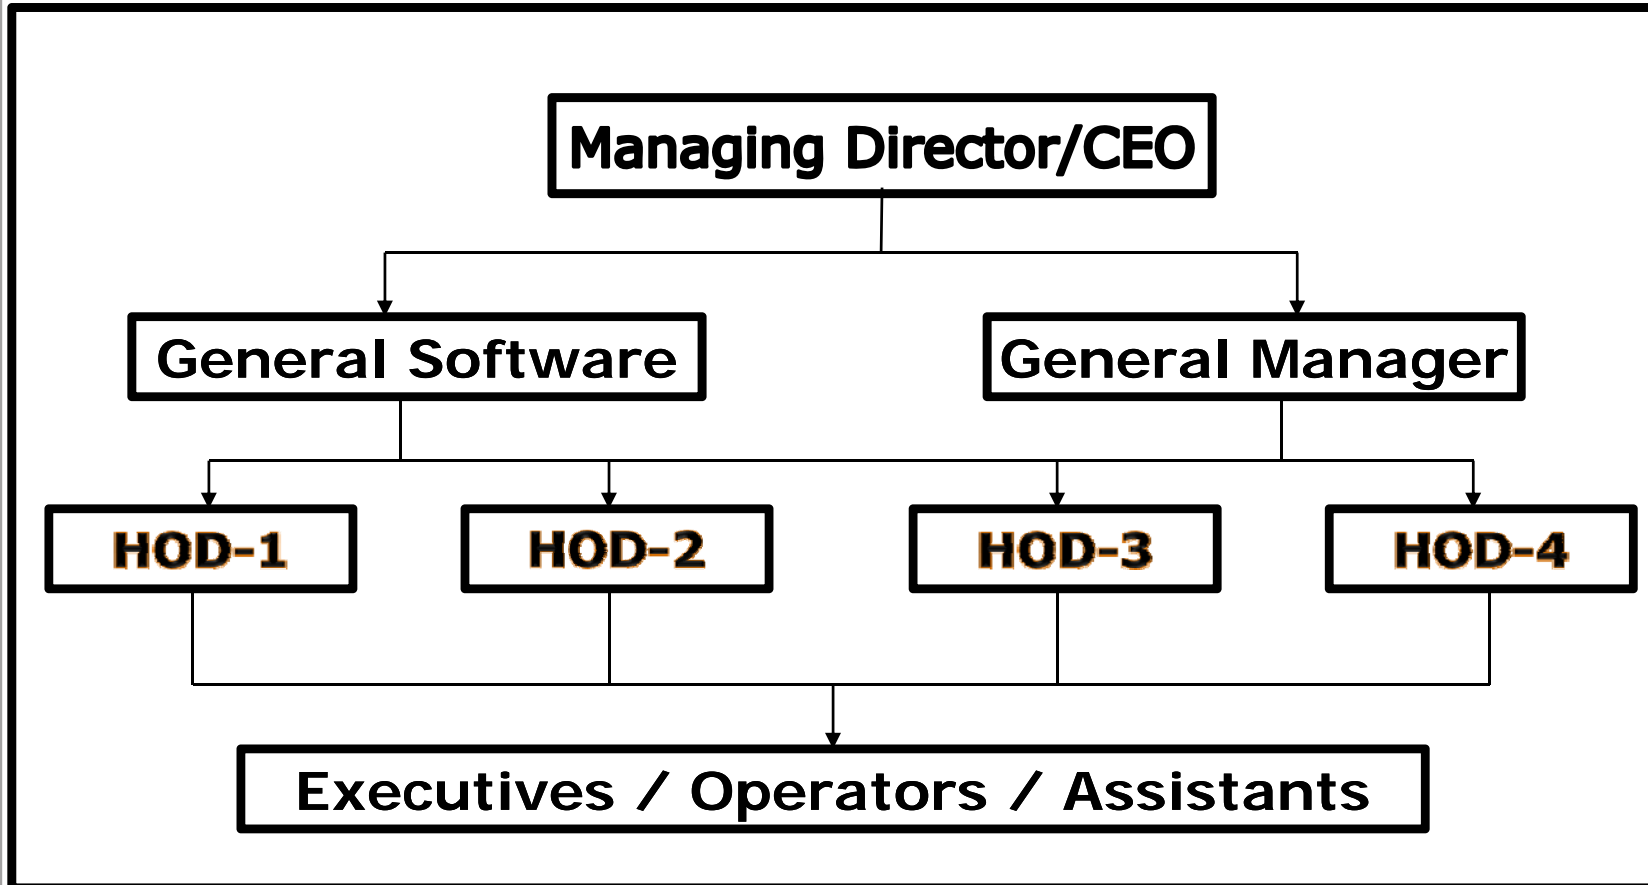 Managing Director/CEO
General Software
General Manager
HOD-1
HOD-2
HOD-3
HOD-4
Executives / Operators / Assistants